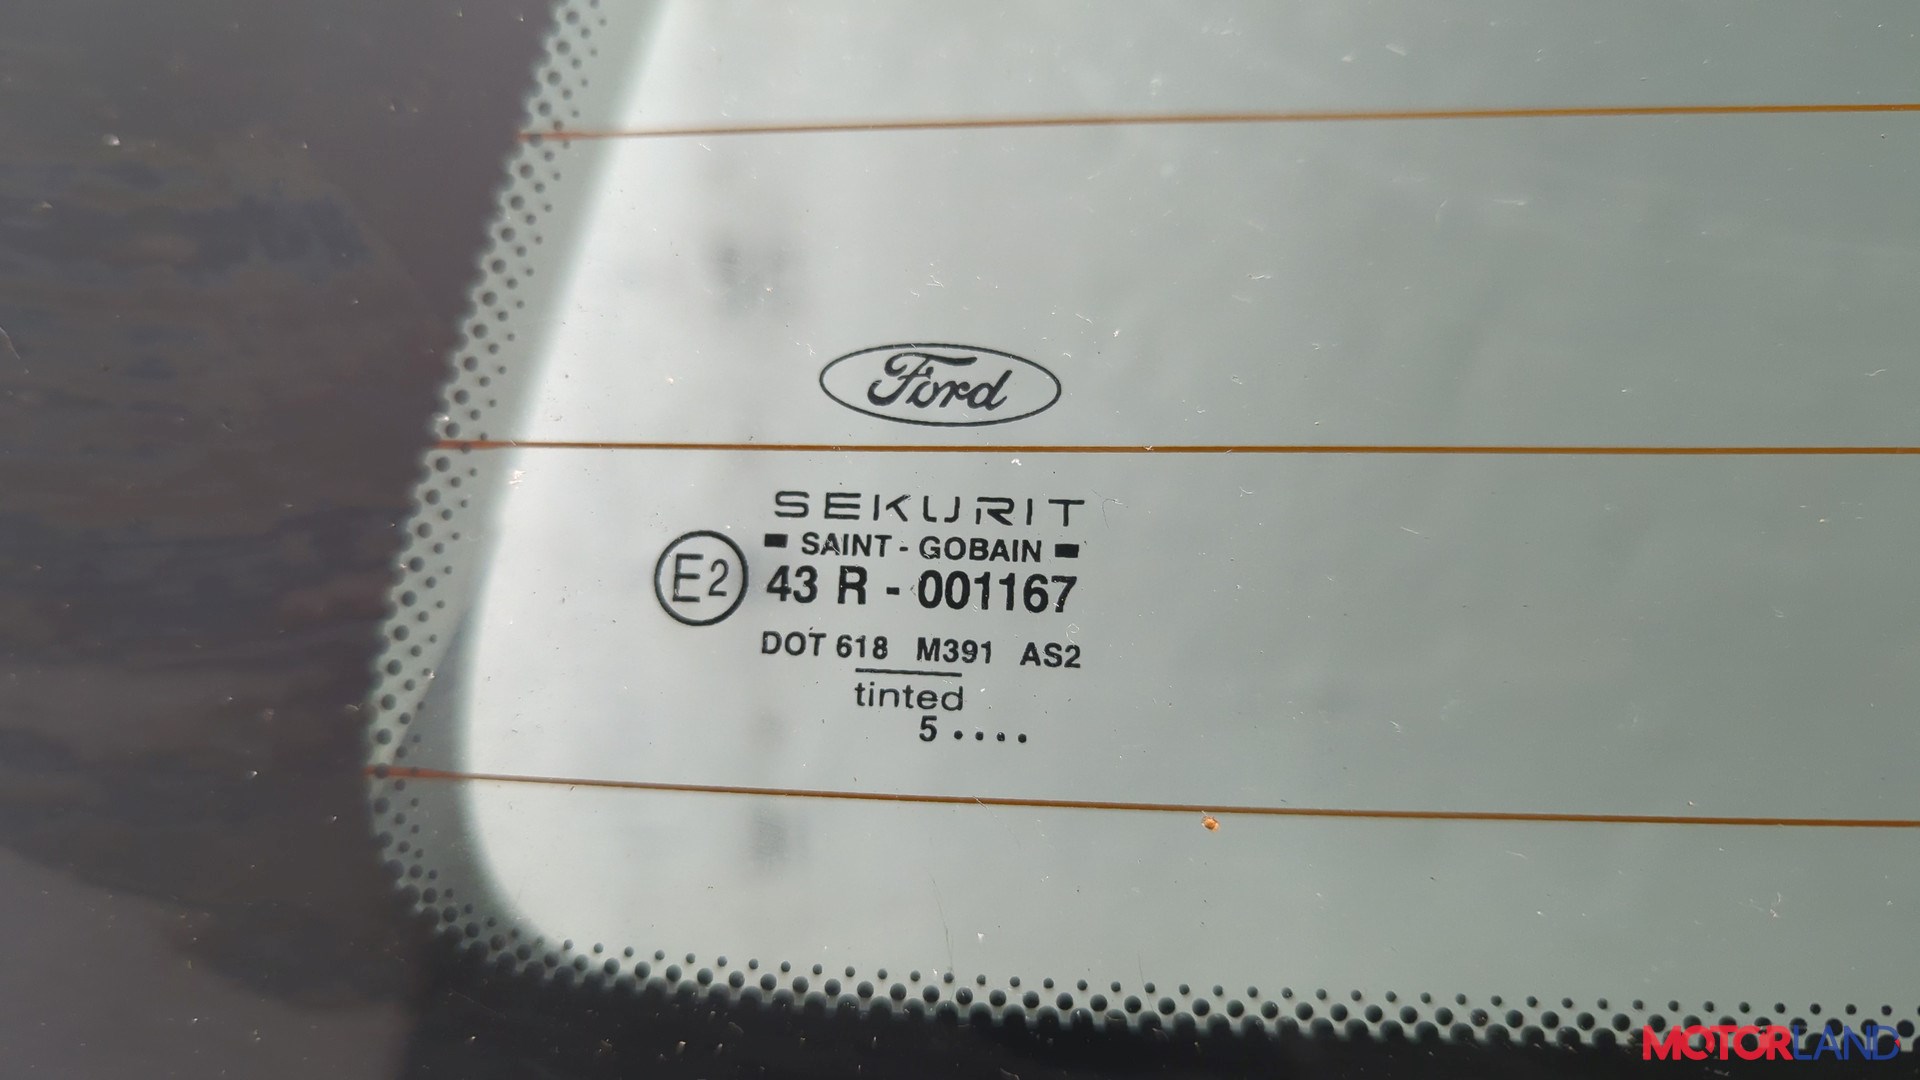 Ford
SEKURIT
SAINT - GOBAIN
E2 43 R - 001167
DOT 618 M391 AS2
tinted
5 ....
MOTORLAND